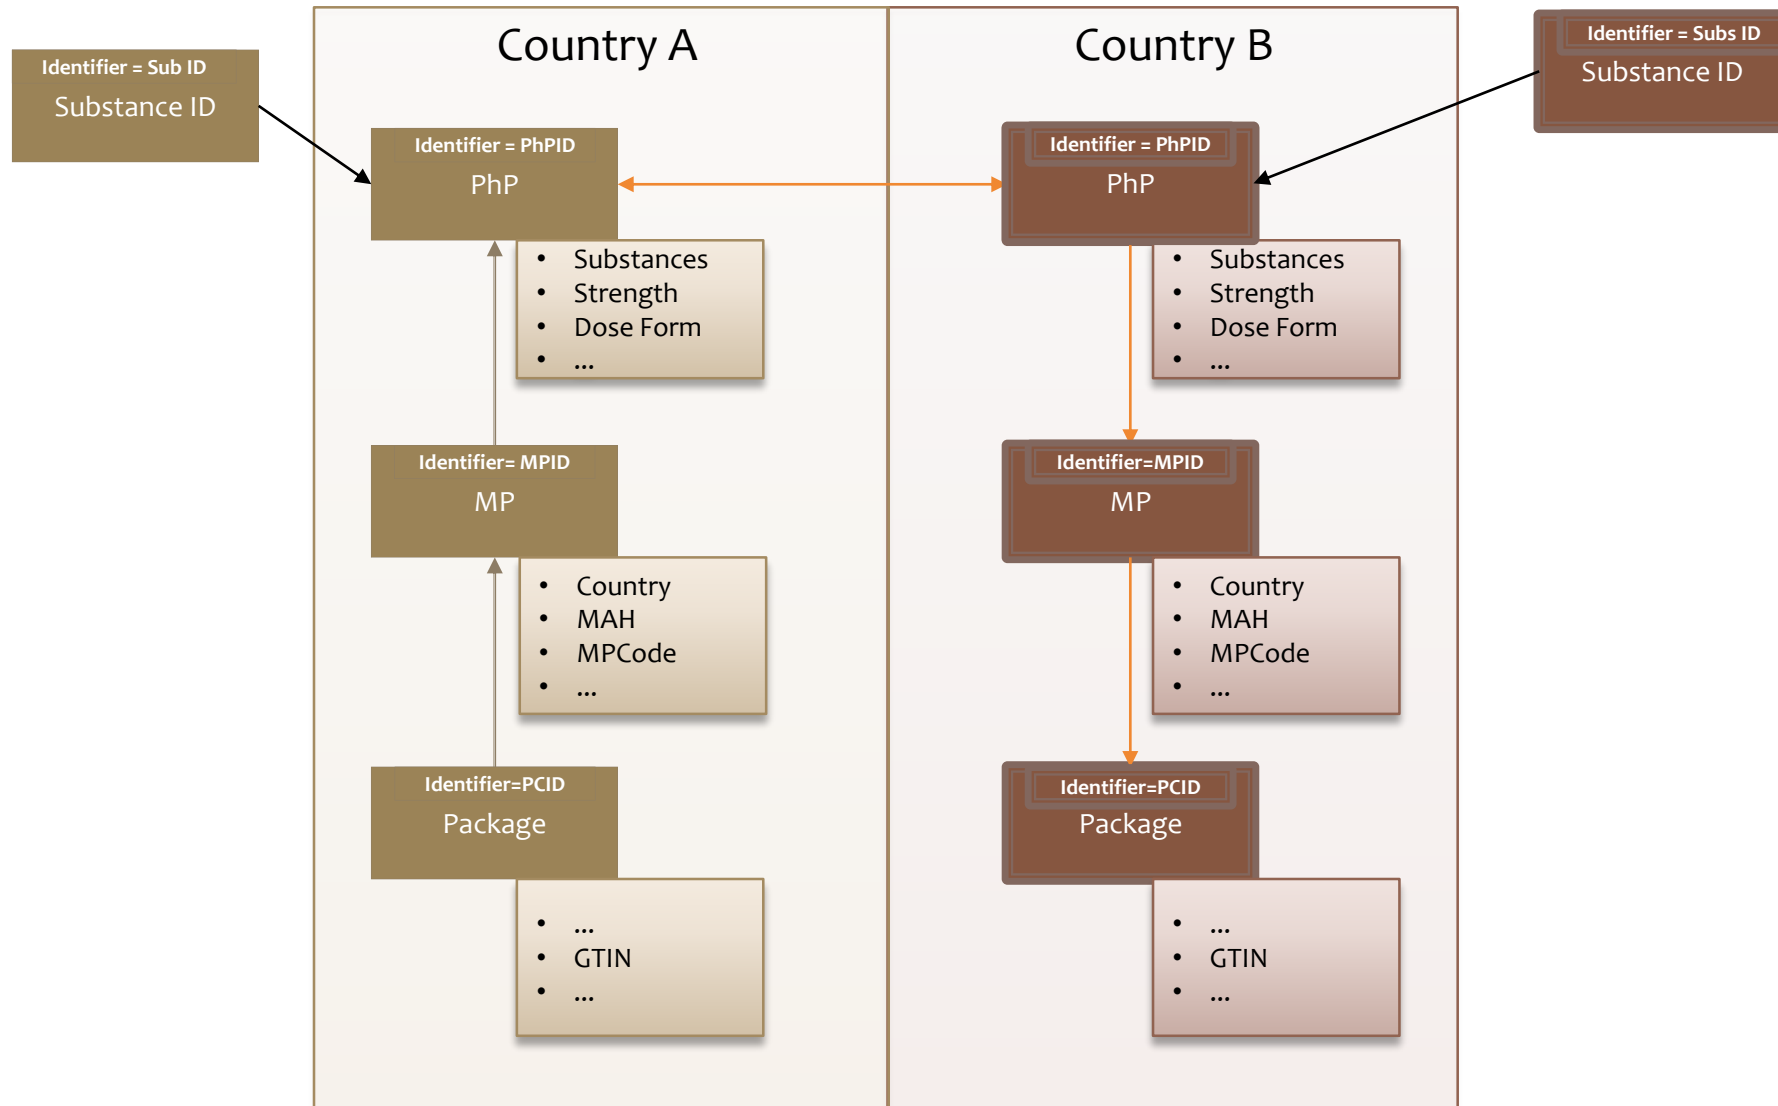 Country A
Country B
Identifier = Sub ID
Substance ID
Identifier = Subs ID
Substance ID
Identifier = PhPID
PhP
• Substances
• Strength
• Dose Form
• ...
Identifier= MPID
MP
• Country
• MAH
• MPCode
• ...
Identifier=PCID
Package
• ...
• GTIN
• ...
Identifier = PhPID
PhP
• Substances
• Strength
• Dose Form
• ...
Identifier=MPID
MP
• Country
• MAH
• MPCode
• ...
Identifier=PCID
Package
• ...
• GTIN
• ...